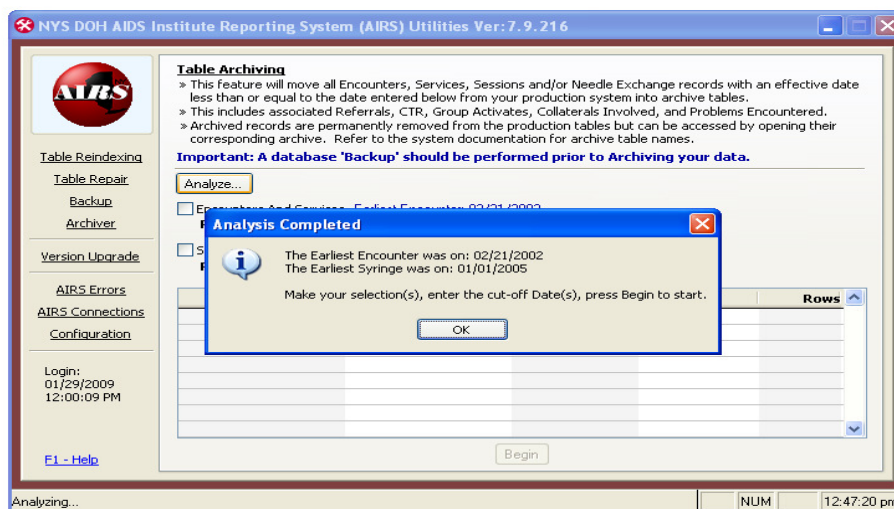 NYS DOH AIDS Institute Reporting System (AIRS) Utilities Ver:7.9.216
AIRS
Table Reindexing
Table Repair
Backup
Archiver
Version Upgrade
AIRS Errors
AIRS Connections
Configuration
Login:
01/29/2009
12:00:09 PM
F1 - Help
Table Archiving
» This feature will move all Encounters, Services, Sessions and/or Needle Exchange records with an effective date
less than or equal to the date entered below from your production system into archive tables.
» This includes associated Referrals, CTR, Group Activates, Collaterals Involved, and Problems Encountered.
» Archived records are permanently removed from the production tables but can be accessed by opening their
corresponding archive. Refer to the system documentation for archive table names.
Important: A database 'Backup' should be performed prior to Archiving your data.
Analyze...
Encounters And Services Earliest Encounter 02/21/2002
Analysis Completed
The Earliest Encounter was on: 02/21/2002
The Earliest Syringe was on: 01/01/2005
Make your selection(s), enter the cut-off Date(s), press Begin to start.
OK
Rows
Begin
Analyzing...
NUM
12:47:20 pm